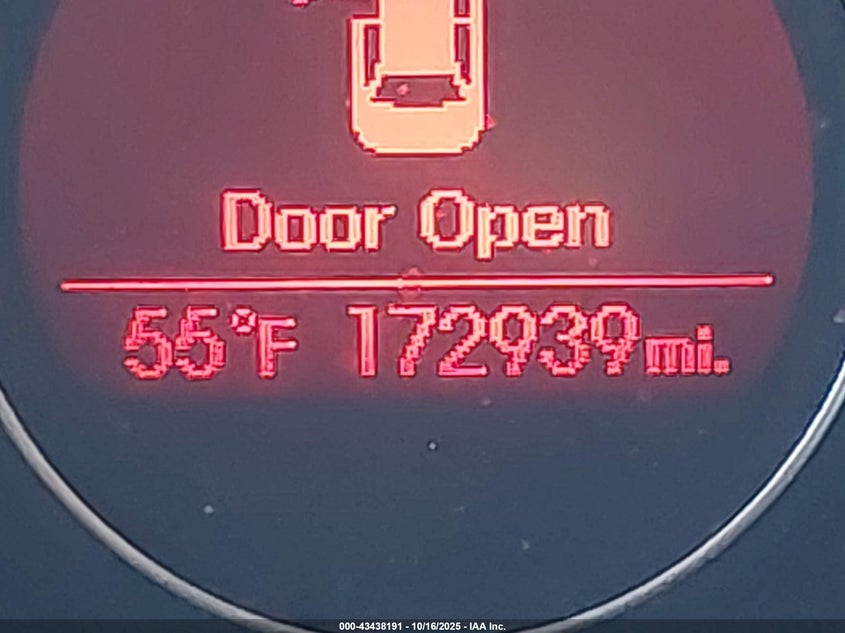 Door Open
55°F 172939mi.
000-43438191 - 10/16/2025 - IAA Inc.